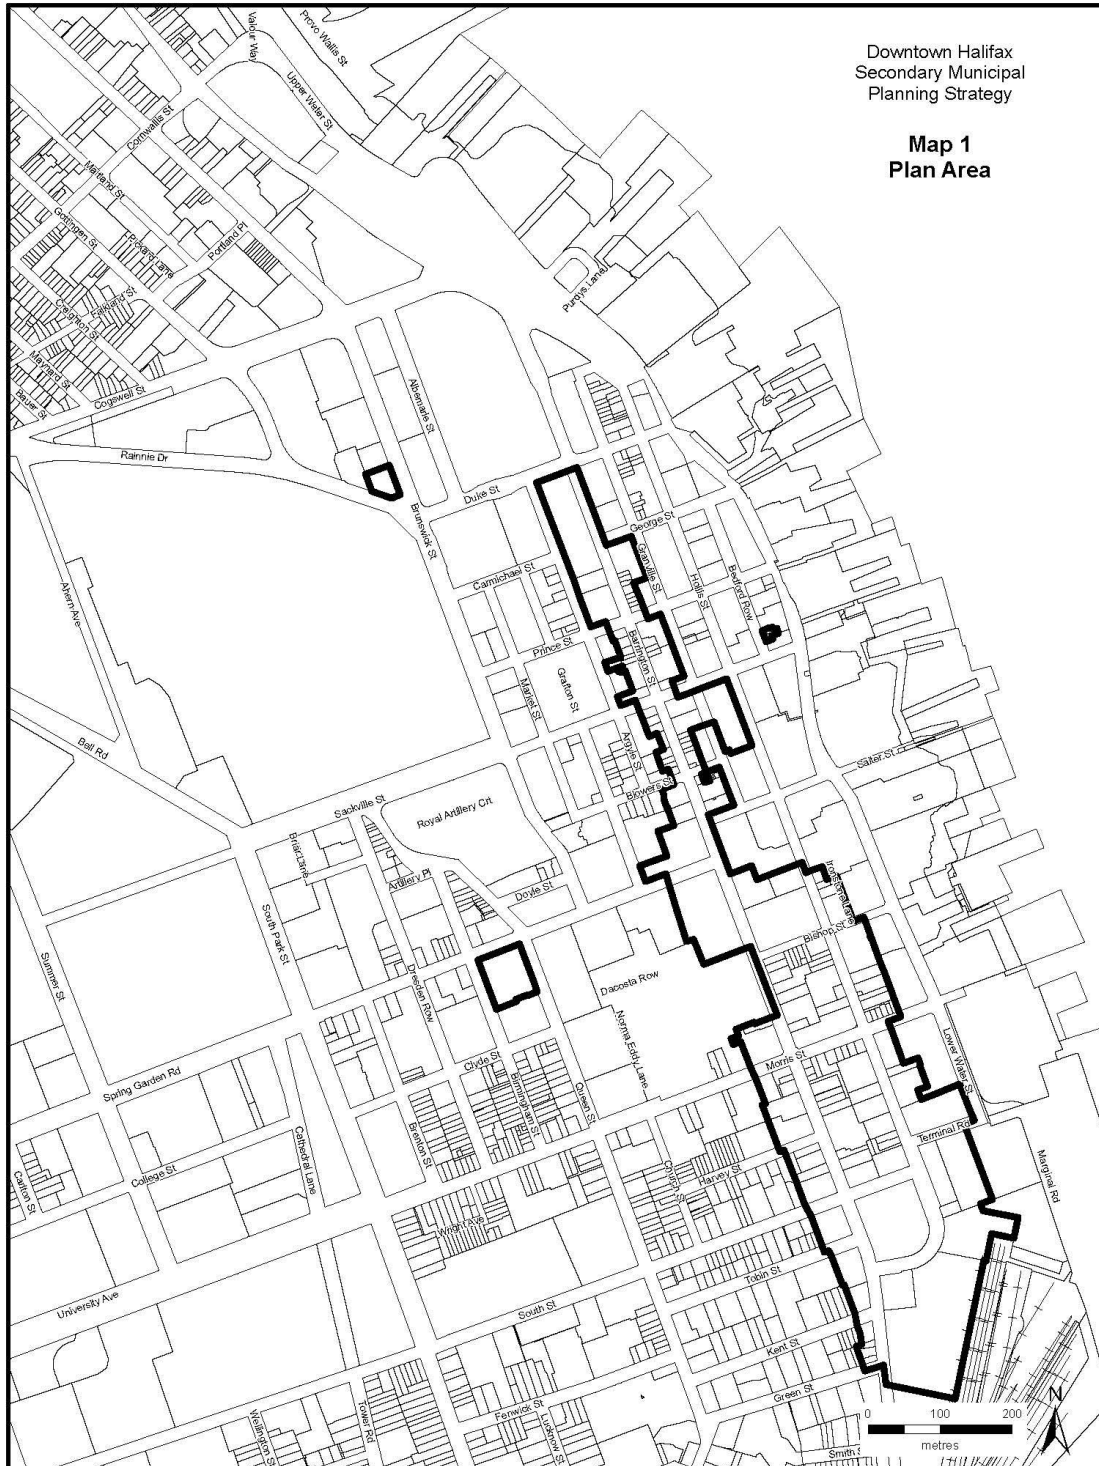 Downtown Halifax
Secondary Municipal
Planning Strategy
Map 1
Plan Area
Valour Way
Provo Wallis St
Upper Water St
Cornwallis St
Maitland St
Gottingen St
Pickard Lane
Portland Pl
Falkland St
Creighton St
Maynard St
Bauer St
Cogswell St
Rainnie Dr
Albemarle St
Purdys Lane
Brunswick St
Duke St
George St
Granville St
Hollis St
Bedford Row
Carmichael St
Ahern Ave
Prince St
Barrington St
Grafton St
Market St
Argyle St
Bell Rd
Salter St
Blowers St
Sackville St
Royal Artillery Crt
Briar Lane
Artillery Pl
Doyle St
Ironstone Lane
South Park St
Bishop St
Summer St
Dresden Row
Dacosta Row
Norma Eddy Lane
Lower Water St
Clyde St
Morris St
Spring Garden Rd
Birmingham St
Queen St
Terminal Rd
Brenton St
Cathedral Lane
College St
Carlton St
Church St
Harvey St
Marginal Rd
Wright Ave
Tobin St
University Ave
South St
Kent St
Green St
Fenwick St
Wellington St
Tower Rd
Lucknow St
Smith S
N
0 100 200
metres